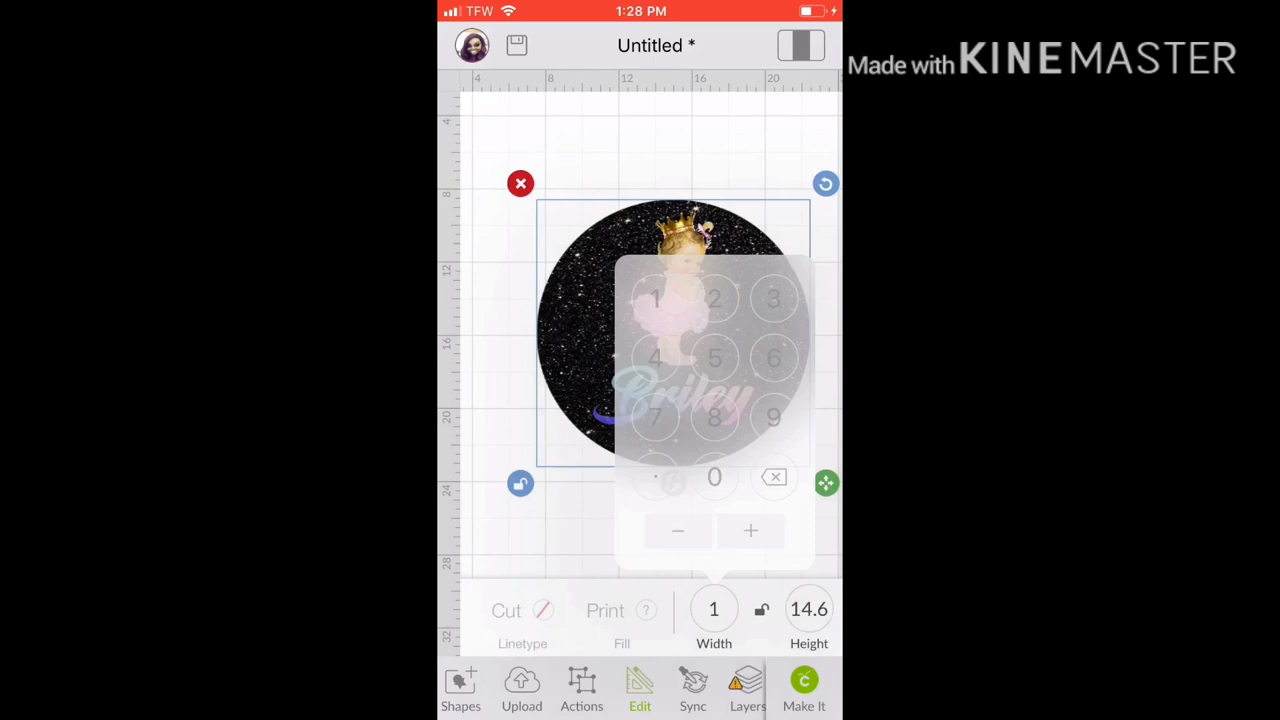 TFW 1:28 PM
Made with KINEMASTER
Untitled *
4 8 12 16 20
4
8
12
16
20
24
28
32
1 2 3
4 5 6
7 8 9
. 0
− +
Briley
Cut Print ? 1 14.6
Linetype Fill Width Height
Shapes Upload Actions Edit Sync Layers Make It